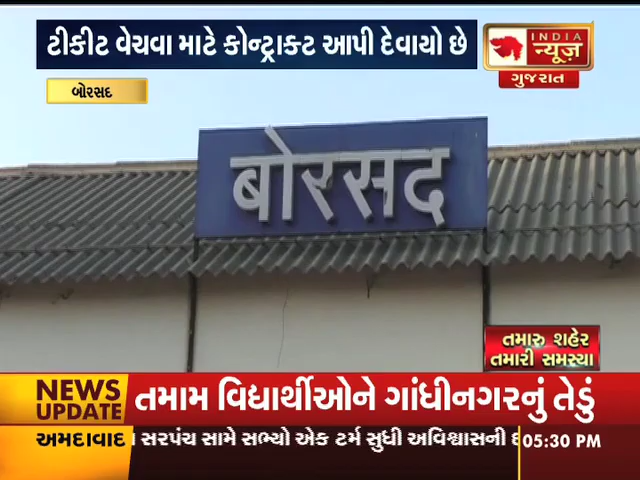 ટીકીટ વેચવા માટે કોન્ટ્રાક્ટ આપી દેવાયો છે
INDIA
ન્યૂઝ
ગુજરાત
બોરસદ
बोरसद
તમારુ શહેર
તમારી સમસ્યા
NEWS
UPDATE
તમામ વિદ્યાર્થીઓને ગાંધીનગરનું તેડું
અમદાવાદ
સરપંચ સામે સભ્યો એક ટર્મ સુધી અવિશ્વાસની
05:30 PM